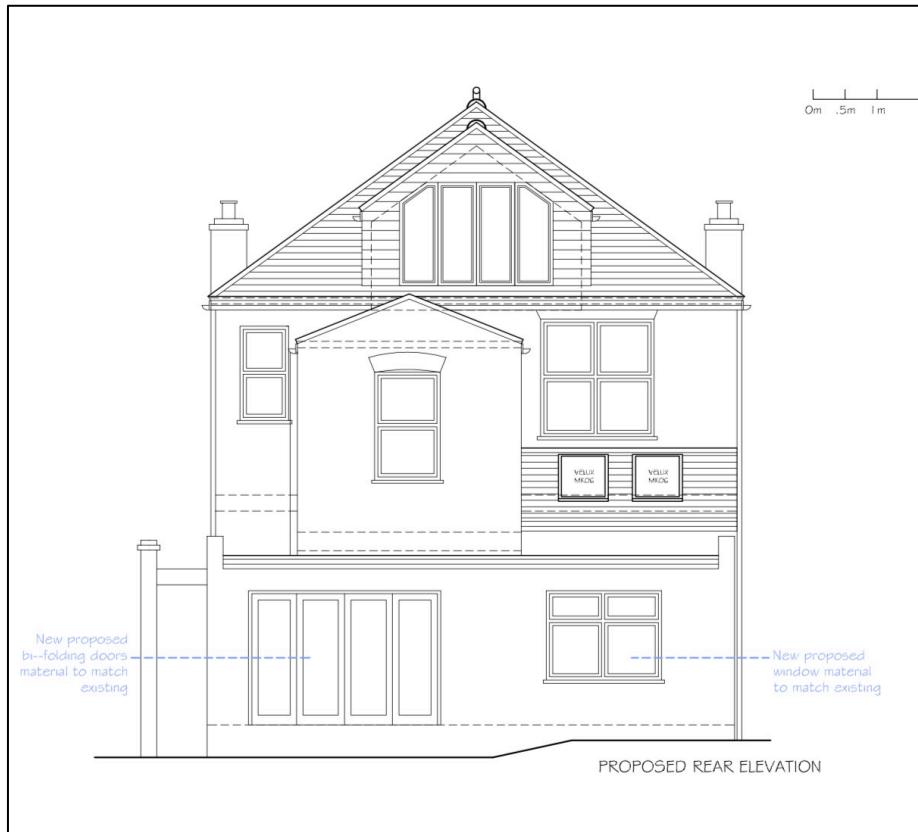 0m .5m 1m
VELUX
MK06
VELUX
MK06
New proposed
bi--folding doors
material to match
existing
New proposed
window material
to match existing
PROPOSED REAR ELEVATION